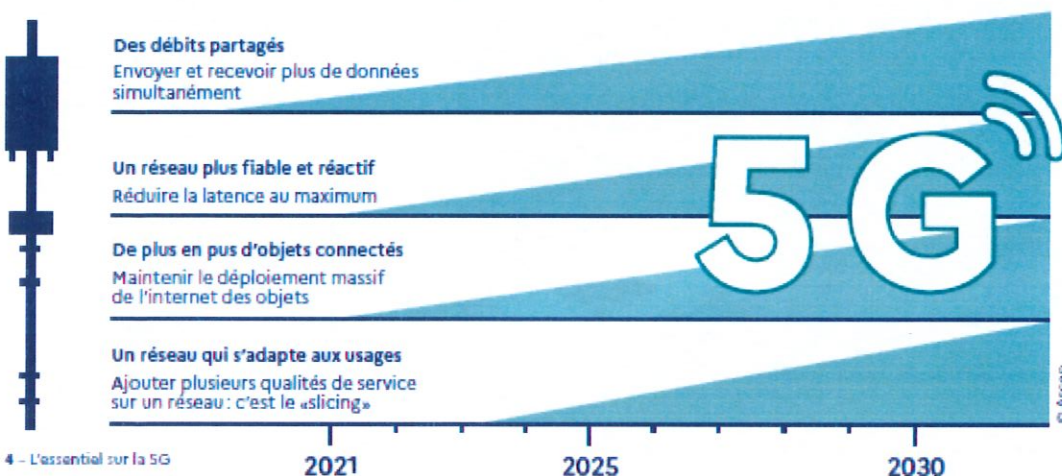 Des débits partagés
Envoyer et recevoir plus de données
simultanément
Un réseau plus fiable et réactif
Réduire la latence au maximum
De plus en pus d'objets connectés
Maintenir le déploiement massif
de l'internet des objets
Un réseau qui s'adapte aux usages
Ajouter plusieurs qualités de service
sur un réseau : c'est le «slicing»
5G
© Arcep
2021
2025
2030
4 – L'essentiel sur la 5G